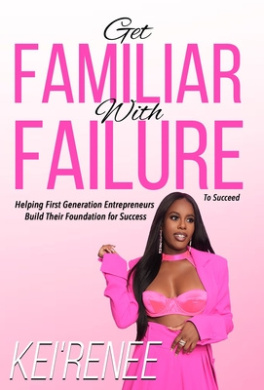 Get
FAMILIAR
With
FAILURE
To Succeed
Helping First Generation Entrepreneurs
Build Their Foundation for Success
KEI'RENEE